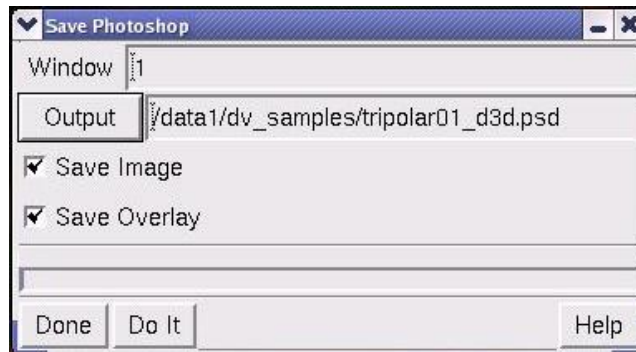 Save Photoshop
Window 1
Output /data1/dv_samples/tripolar01_d3d.psd
Save Image
Save Overlay
Done Do It Help